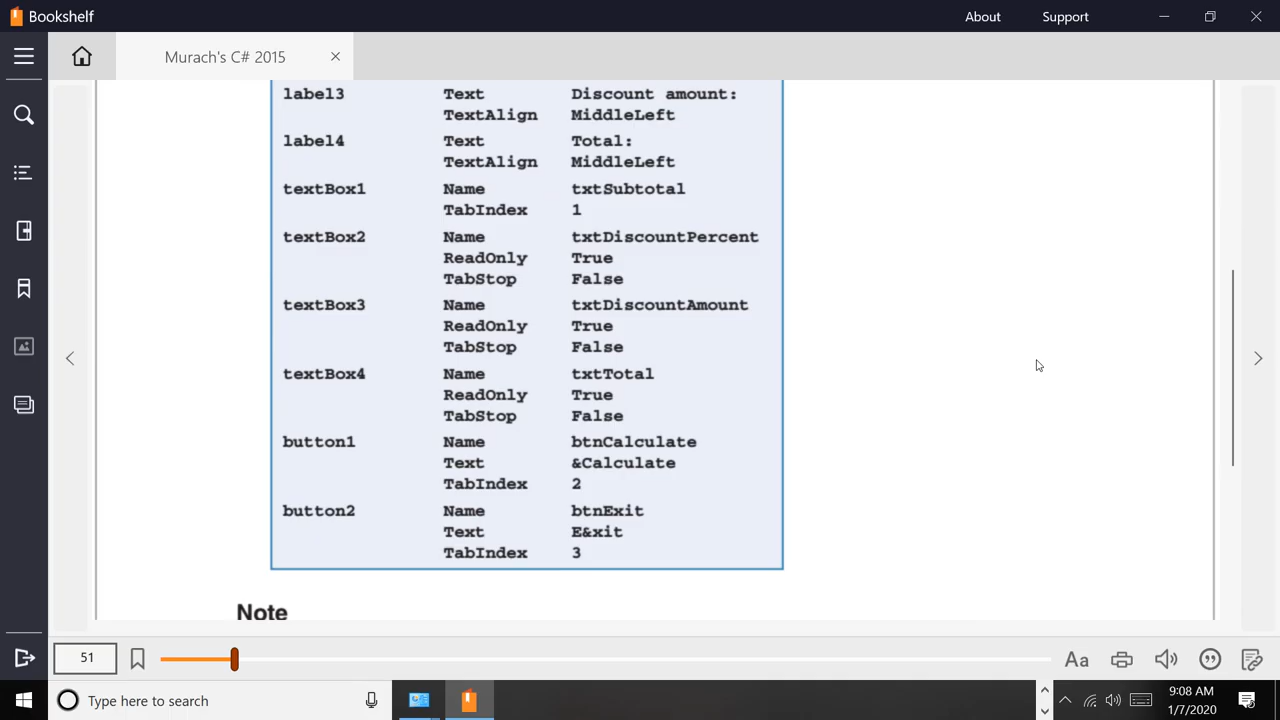 Bookshelf
About Support
Murach's C# 2015
label3 Text Discount amount:
TextAlign MiddleLeft
label4 Text Total:
TextAlign MiddleLeft
textBox1 Name txtSubtotal
TabIndex 1
textBox2 Name txtDiscountPercent
ReadOnly True
TabStop False
textBox3 Name txtDiscountAmount
ReadOnly True
TabStop False
textBox4 Name txtTotal
ReadOnly True
TabStop False
button1 Name btnCalculate
Text &Calculate
TabIndex 2
button2 Name btnExit
Text E&xit
TabIndex 3
Note
51
Aa
Type here to search
9:08 AM
1/7/2020